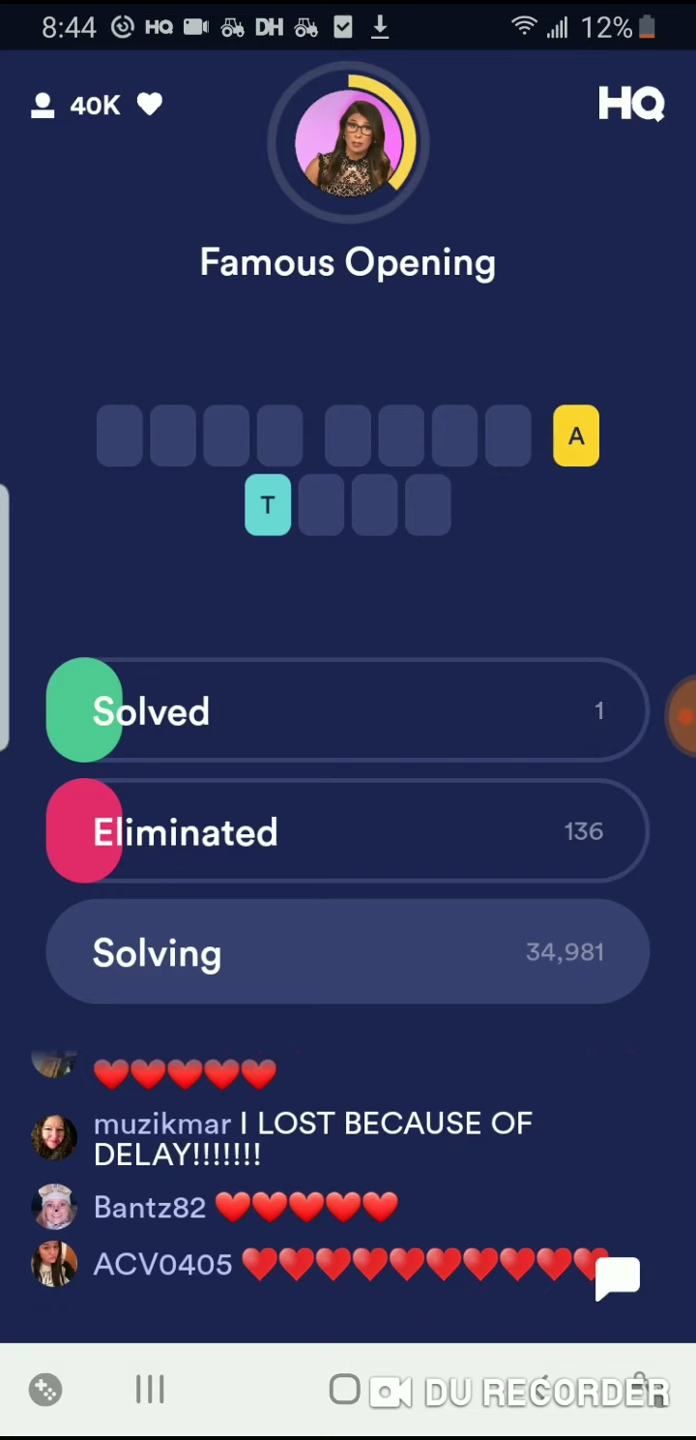 8:44 HQ DH 12%
40K HQ
Famous Opening
A
T
Solved 1
Eliminated 136
Solving 34,981
muzikmar I LOST BECAUSE OF
DELAY!!!!!!!
Bantz82 ❤️❤️❤️❤️❤️
ACV0405 ❤️❤️❤️❤️❤️❤️❤️❤️❤️❤️
DU RECORDER